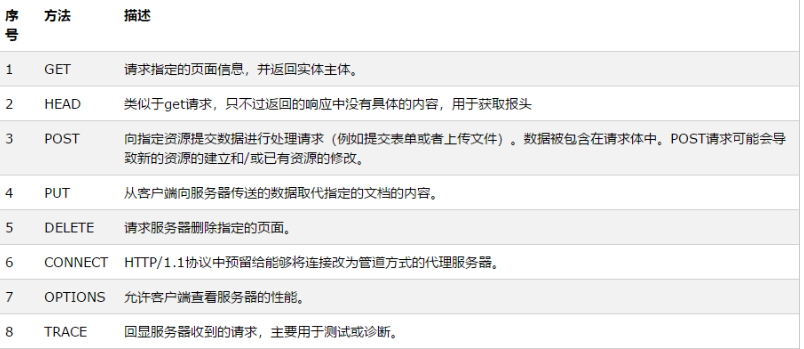 序号 方法 描述
1 GET 请求指定的页面信息，并返回实体主体。
2 HEAD 类似于get请求，只不过返回的响应中没有具体的内容，用于获取报头
3 POST 向指定资源提交数据进行处理请求（例如提交表单或者上传文件）。数据被包含在请求体中。POST请求可能会导
致新的资源的建立和/或已有资源的修改。
4 PUT 从客户端向服务器传送的数据取代指定的文档的内容。
5 DELETE 请求服务器删除指定的页面。
6 CONNECT HTTP/1.1协议中预留给能够将连接改为管道方式的代理服务器。
7 OPTIONS 允许客户端查看服务器的性能。
8 TRACE 回显服务器收到的请求，主要用于测试或诊断。